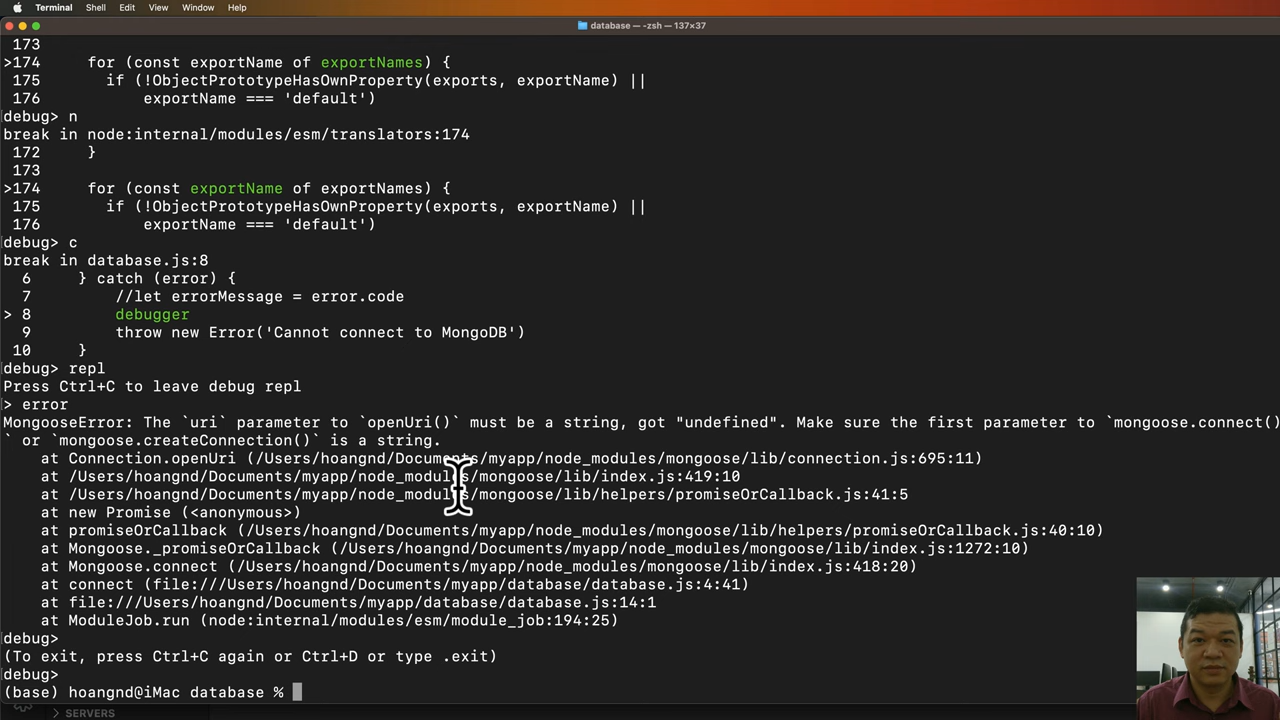 Terminal Shell Edit View Window Help
database — -zsh — 137×37
173
>174 for (const exportName of exportNames) {
175 if (!ObjectPrototypeHasOwnProperty(exports, exportName) ||
176 exportName === 'default')
debug> n
break in node:internal/modules/esm/translators:174
172 }
173
>174 for (const exportName of exportNames) {
175 if (!ObjectPrototypeHasOwnProperty(exports, exportName) ||
176 exportName === 'default')
debug> c
break in database.js:8
6 } catch (error) {
7 //let errorMessage = error.code
> 8 debugger
9 throw new Error('Cannot connect to MongoDB')
10 }
debug> repl
Press Ctrl+C to leave debug repl
> error
MongooseError: The `uri` parameter to `openUri()` must be a string, got "undefined". Make sure the first parameter to `mongoose.connect()
` or `mongoose.createConnection()` is a string.
at Connection.openUri (/Users/hoangnd/Documents/myapp/node_modules/mongoose/lib/connection.js:695:11)
at /Users/hoangnd/Documents/myapp/node_modules/mongoose/lib/index.js:419:10
at /Users/hoangnd/Documents/myapp/node_modules/mongoose/lib/helpers/promiseOrCallback.js:41:5
at new Promise (<anonymous>)
at promiseOrCallback (/Users/hoangnd/Documents/myapp/node_modules/mongoose/lib/helpers/promiseOrCallback.js:40:10)
at Mongoose._promiseOrCallback (/Users/hoangnd/Documents/myapp/node_modules/mongoose/lib/index.js:1272:10)
at Mongoose.connect (/Users/hoangnd/Documents/myapp/node_modules/mongoose/lib/index.js:418:20)
at connect (file:///Users/hoangnd/Documents/myapp/database/database.js:4:41)
at file:///Users/hoangnd/Documents/myapp/database/database.js:14:1
at ModuleJob.run (node:internal/modules/esm/module_job:194:25)
debug>
(To exit, press Ctrl+C again or Ctrl+D or type .exit)
debug>
(base) hoangnd@iMac database %
> SERVERS